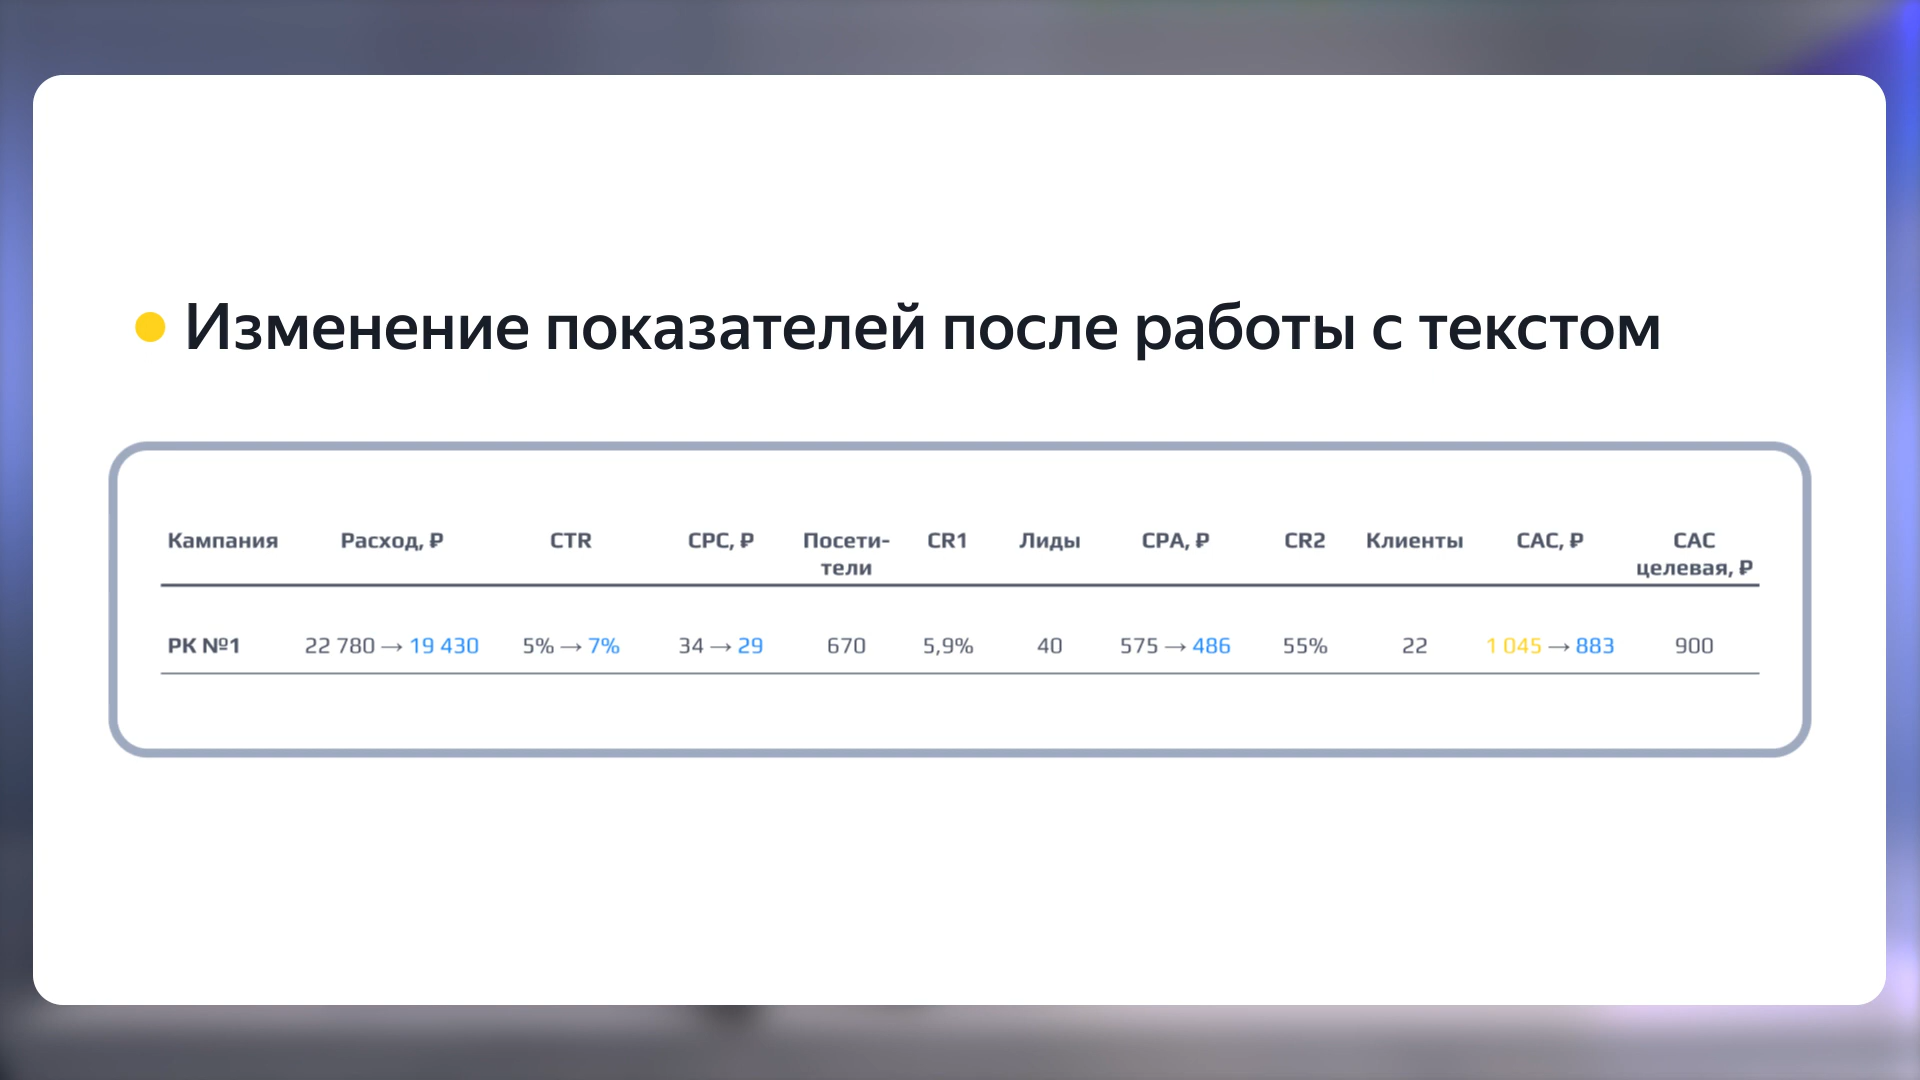 Изменение показателей после работы с текстом
Кампания Расход, ₽ CTR CPC, ₽ Посети- CR1 Лиды CPA, ₽ CR2 Клиенты CAC, ₽ CAC
тели целевая, ₽
РК №1 22 780 → 19 430 5% → 7% 34 → 29 670 5,9% 40 575 → 486 55% 22 1 045 → 883 900